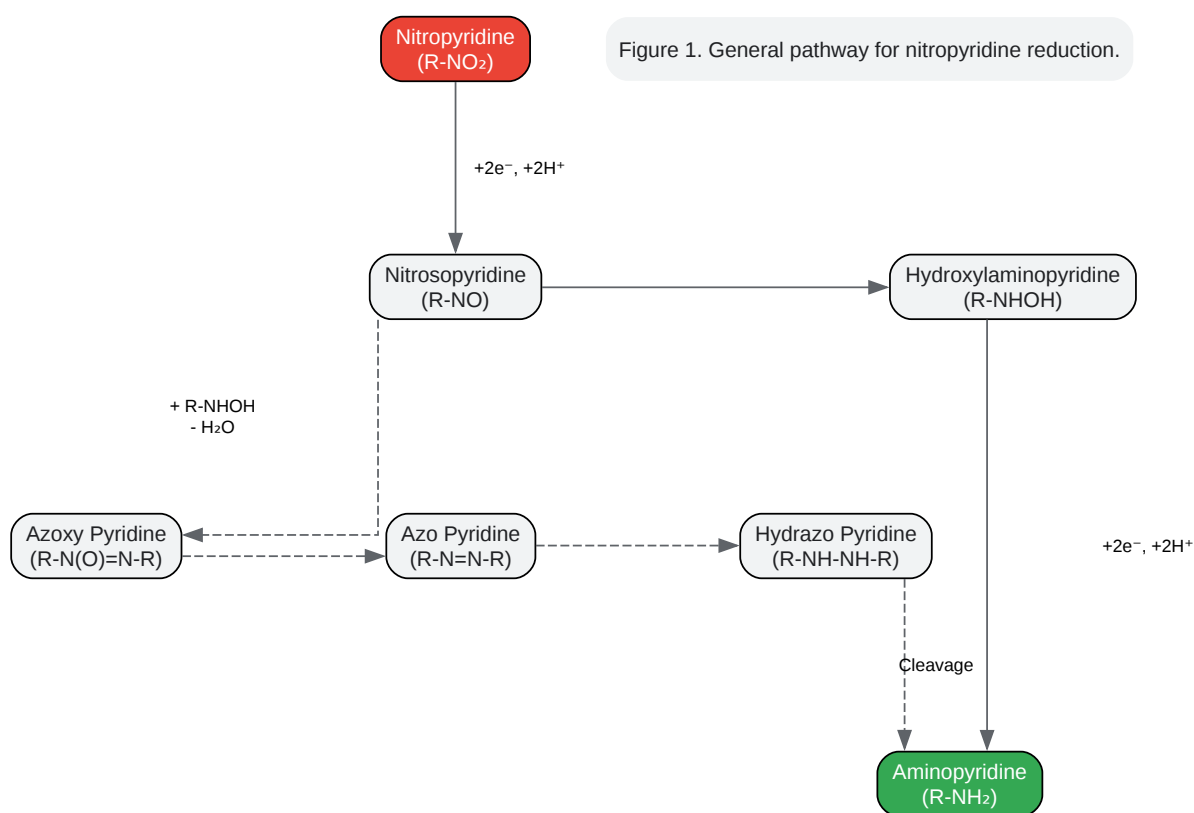 Nitropyridine
(R-NO₂)
Figure 1. General pathway for nitropyridine reduction.
+2e⁻, +2H⁺
Nitrosopyridine
(R-NO)
Hydroxylaminopyridine
(R-NHOH)
+ R-NHOH
- H₂O
Azoxy Pyridine
(R-N(O)=N-R)
Azo Pyridine
(R-N=N-R)
Hydrazo Pyridine
(R-NH-NH-R)
+2e⁻, +2H⁺
Cleavage
Aminopyridine
(R-NH₂)